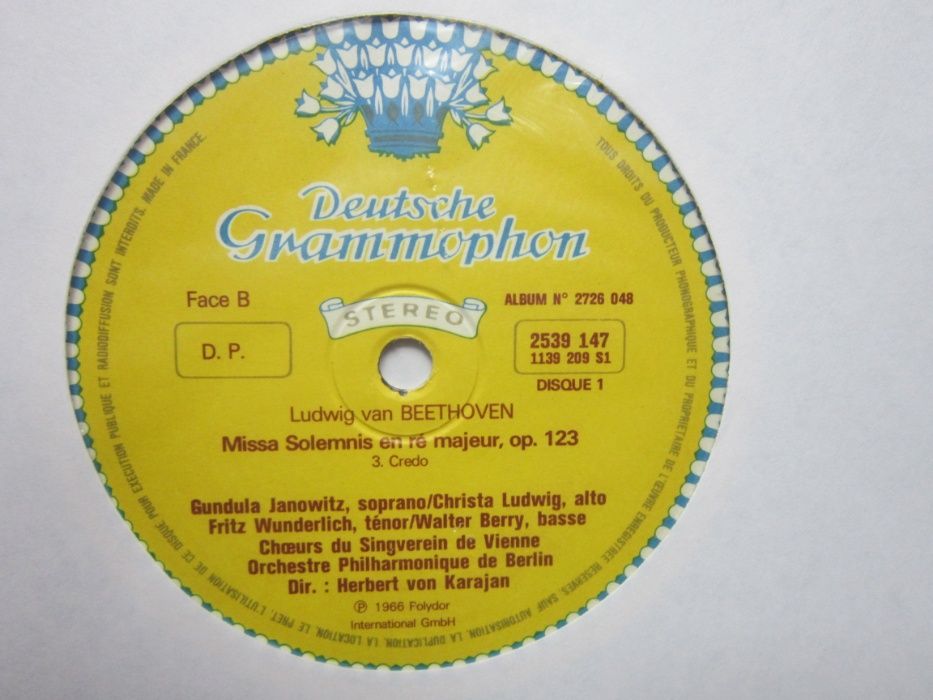 Deutsche
Grammophon
Face B
STEREO
ALBUM N° 2726 048
D. P.
2539 147
1139 209 S1
DISQUE 1
Ludwig van BEETHOVEN
Missa Solemnis en ré majeur, op. 123
3. Credo
Gundula Janowitz, soprano/Christa Ludwig, alto
Fritz Wunderlich, ténor/Walter Berry, basse
Chœurs du Singverein de Vienne
Orchestre Philharmonique de Berlin
Dir. : Herbert von Karajan
℗ 1966 Polydor
International GmbH
TOUS DROITS DU PRODUCTEUR PHONOGRAPHIQUE ET DU PROPRIETAIRE DE L'ŒUVRE ENREGISTREE RESERVES. SAUF AUTORISATION, LA DUPLICATION, LA LOCATION, LE PRET, L'UTILISATION DE CE DISQUE POUR EXECUTION PUBLIQUE ET RADIODIFFUSION SONT INTERDITS. MADE IN FRANCE.